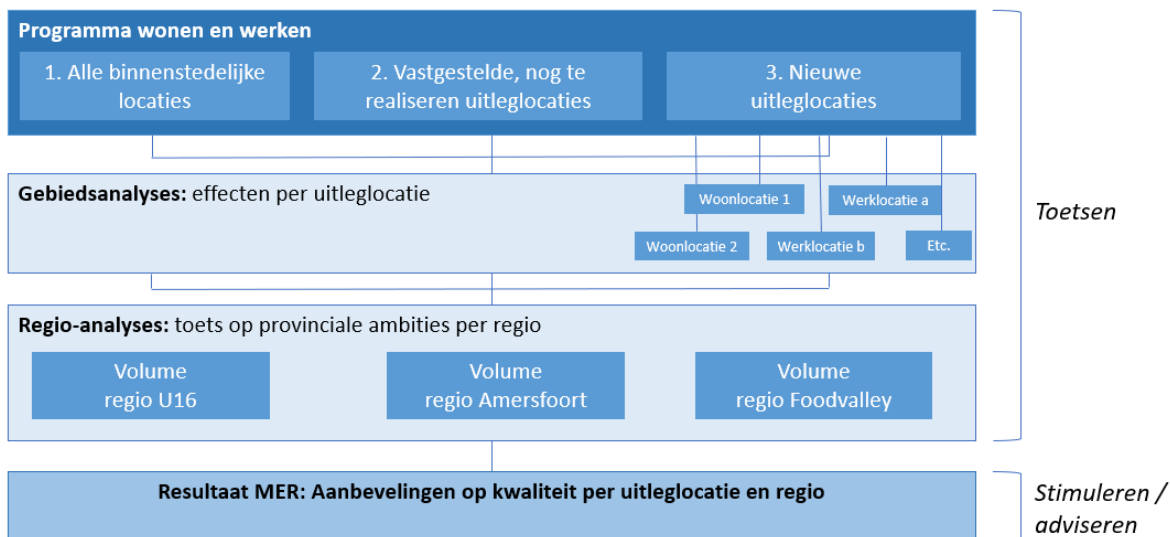 Programma wonen en werken
1. Alle binnenstedelijke
locaties
2. Vastgestelde, nog te
realiseren uitleglocaties
3. Nieuwe
uitleglocaties
Gebiedsanalyses: effecten per uitleglocatie
Woonlocatie 1
Werklocatie a
Woonlocatie 2
Werklocatie b
Etc.
Toetsen
Regio-analyses: toets op provinciale ambities per regio
Volume
regio U16
Volume
regio Amersfoort
Volume
regio Foodvalley
Resultaat MER: Aanbevelingen op kwaliteit per uitleglocatie en regio
Stimuleren /
adviseren